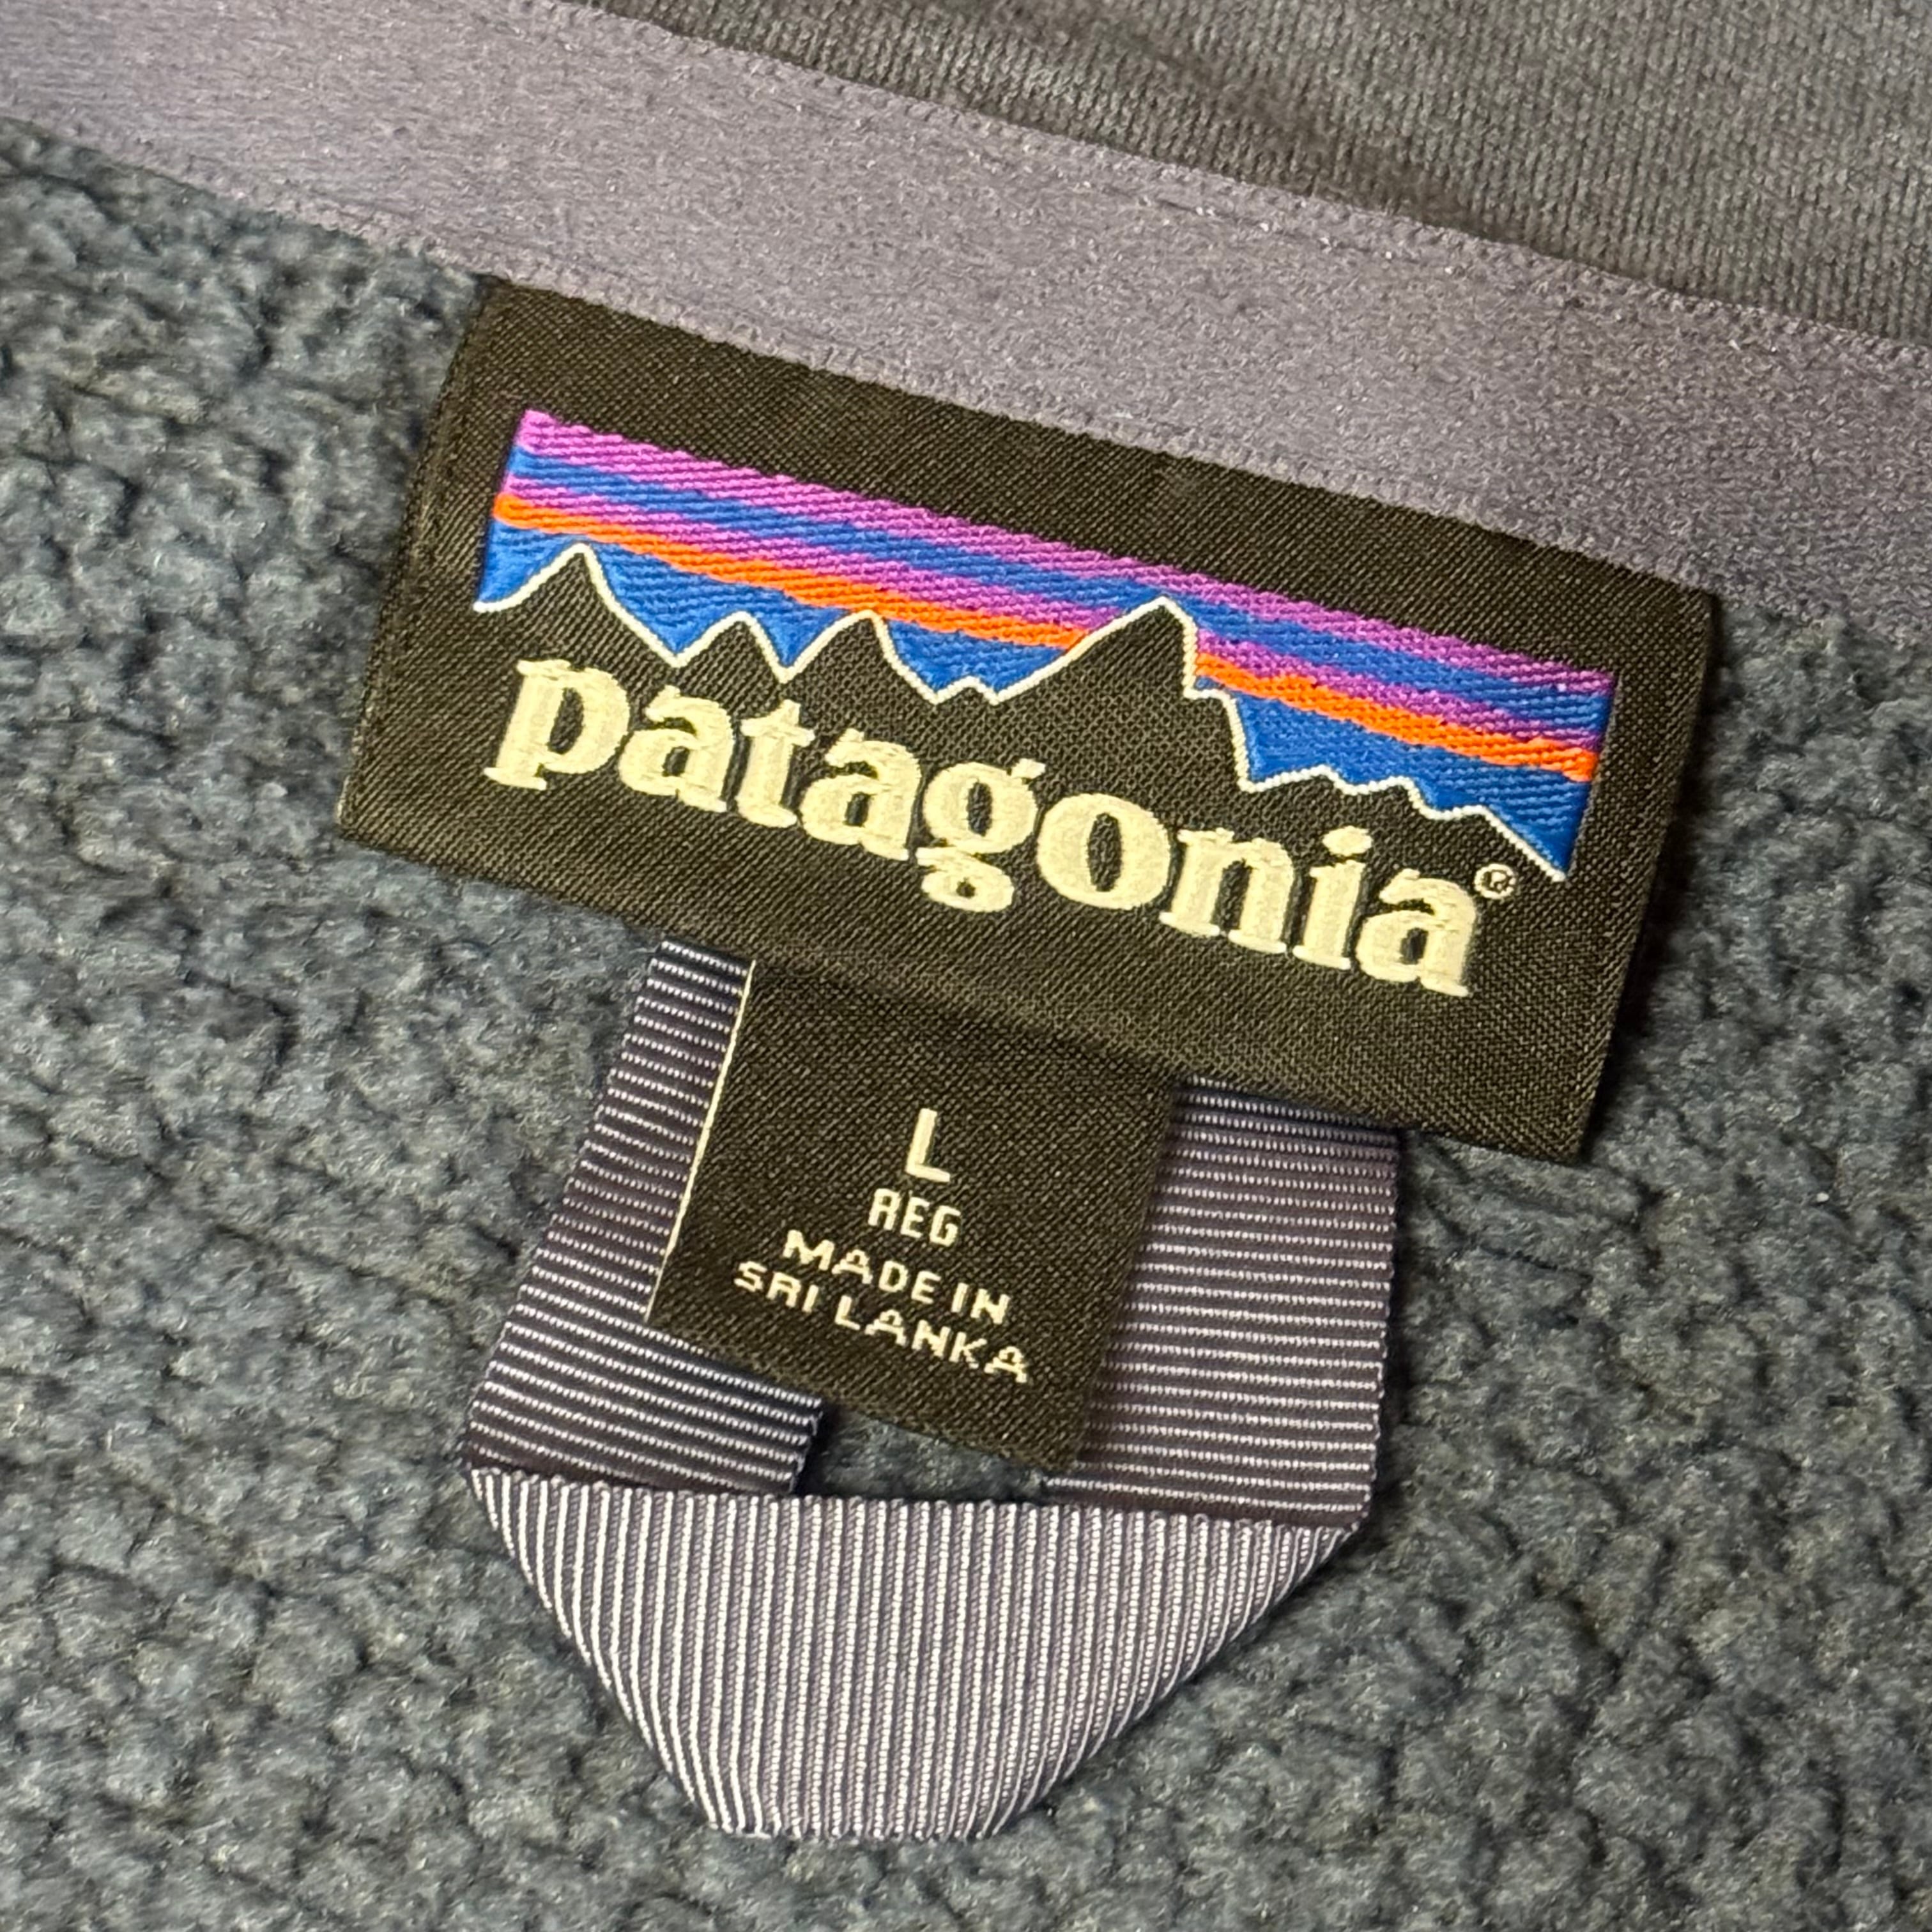 patagonia®
L
REG
MADE IN
SRI LANKA